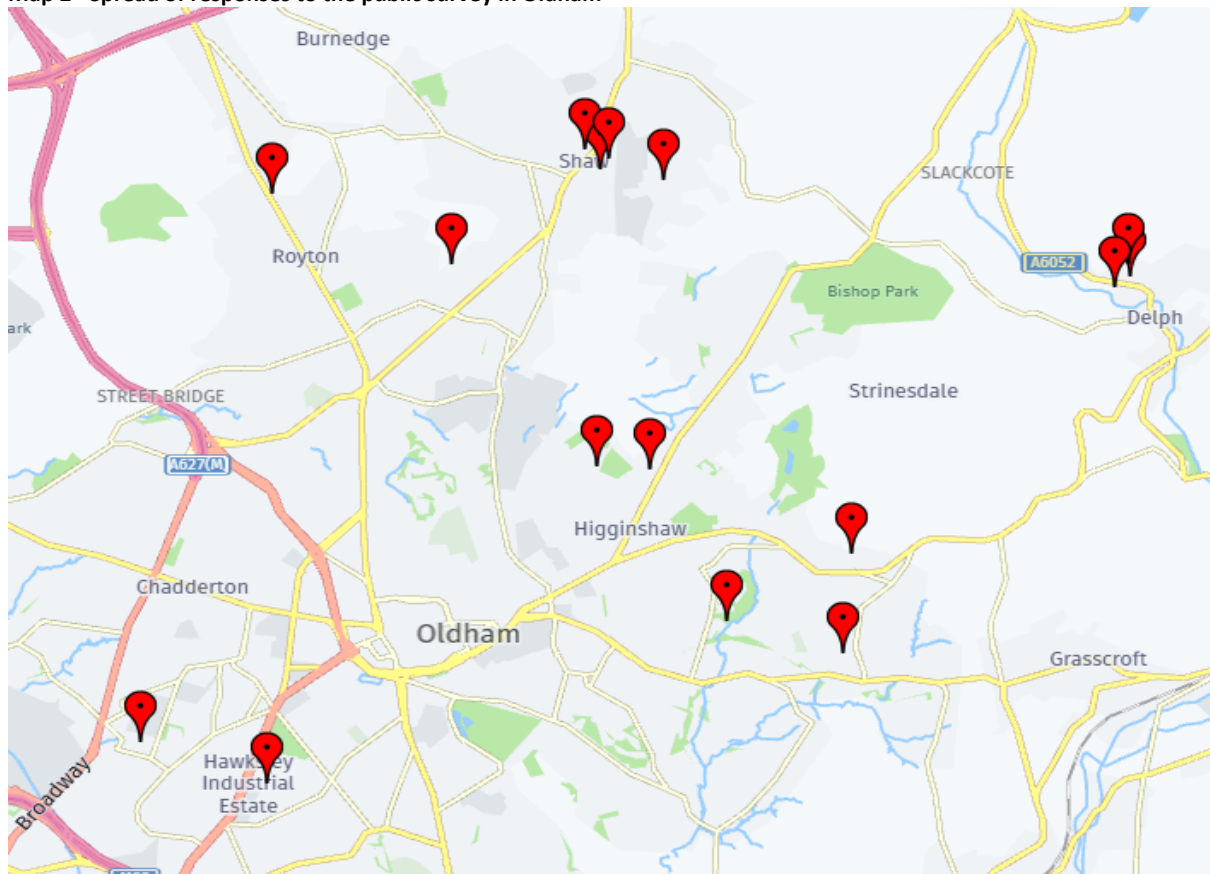 Burnedge
Shaw
SLACKCOTE
Royton
A6052
Bishop Park
Delph
ark
STREET BRIDGE
Strinesdale
A627(M)
Higginshaw
Chadderton
Oldham
Grasscroft
Broadway
Industrial
Estate